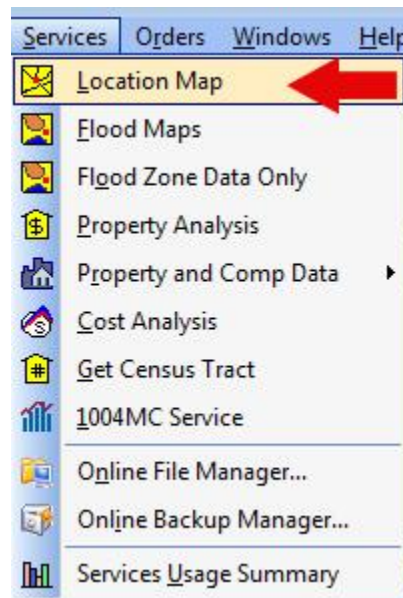 Services Orders Windows Help
Location Map
Flood Maps
Flood Zone Data Only
Property Analysis
Property and Comp Data
Cost Analysis
Get Census Tract
1004MC Service
Online File Manager...
Online Backup Manager...
Services Usage Summary